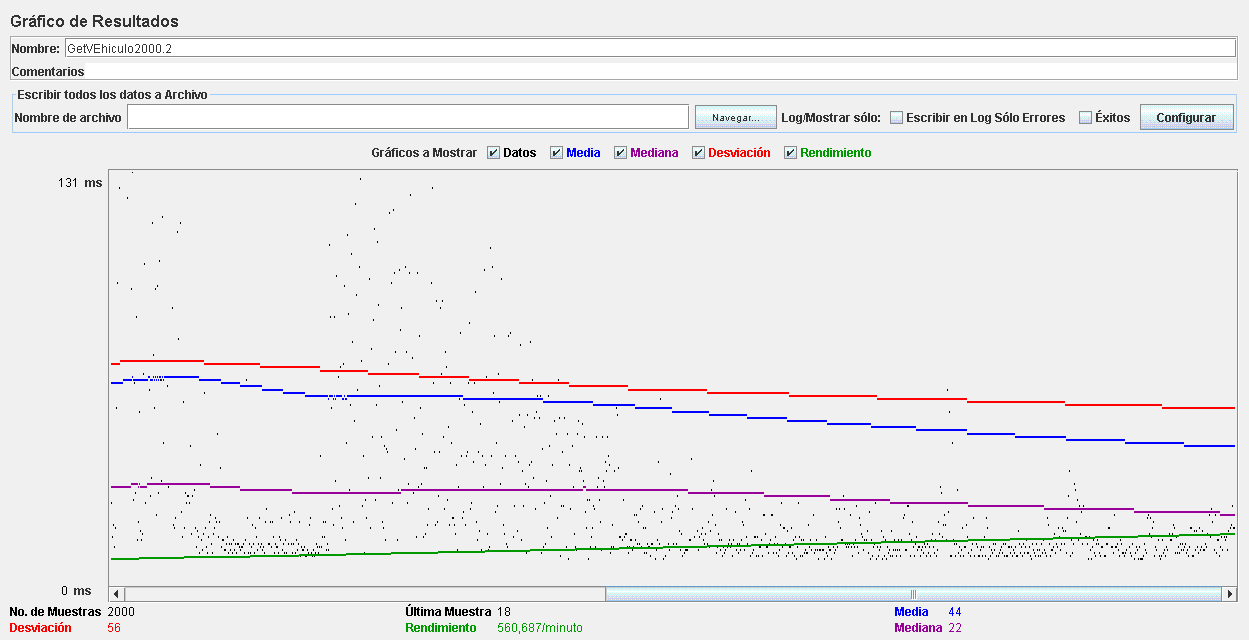 Gráfico de Resultados
Nombre: GetVEhiculo2000.2
Comentarios
Escribir todos los datos a Archivo
Nombre de archivo Navegar... Log/Mostrar sólo: Escribir en Log Sólo Errores Éxitos Configurar
Gráficos a Mostrar Datos Media Mediana Desviación Rendimiento
131 ms
0 ms
No. de Muestras 2000 Última Muestra 18 Media 44
Desviación 56 Rendimiento 560,687/minuto Mediana 22